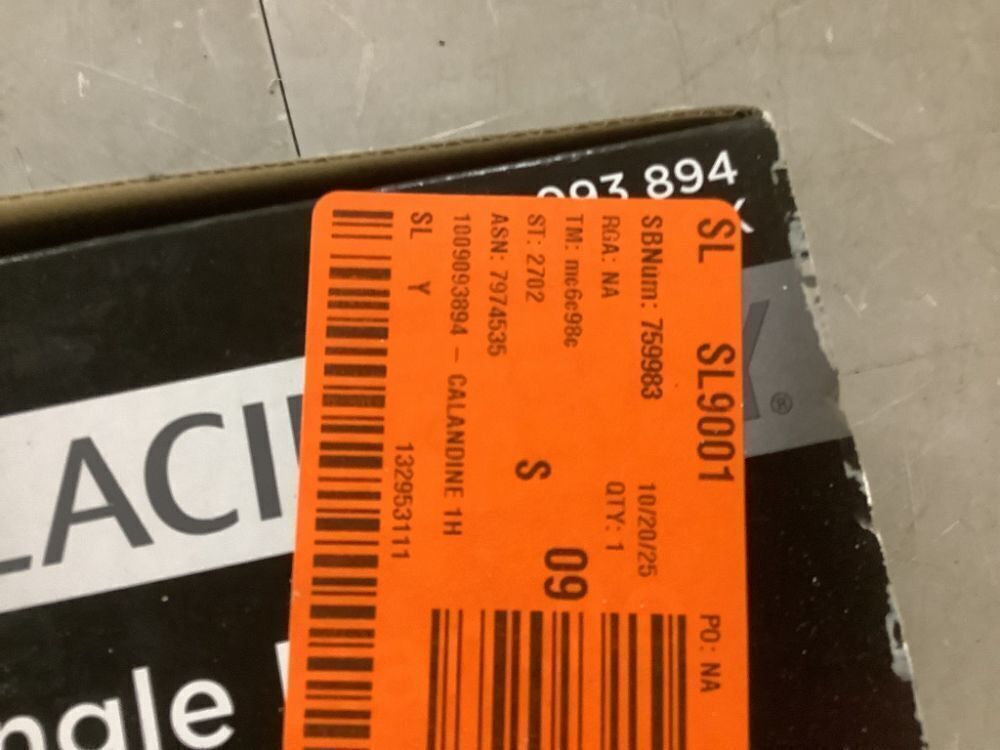 093 894
SL SL9001 PO: NA
SBNum: 759983 10/20/25
RGA: NA QTY: 1
TM: mc6c98c 09
ST: 2702 S
ASN: 7974535
1009093894 - CALANDINE 1H
SL Y 132953111
LACI
ngle